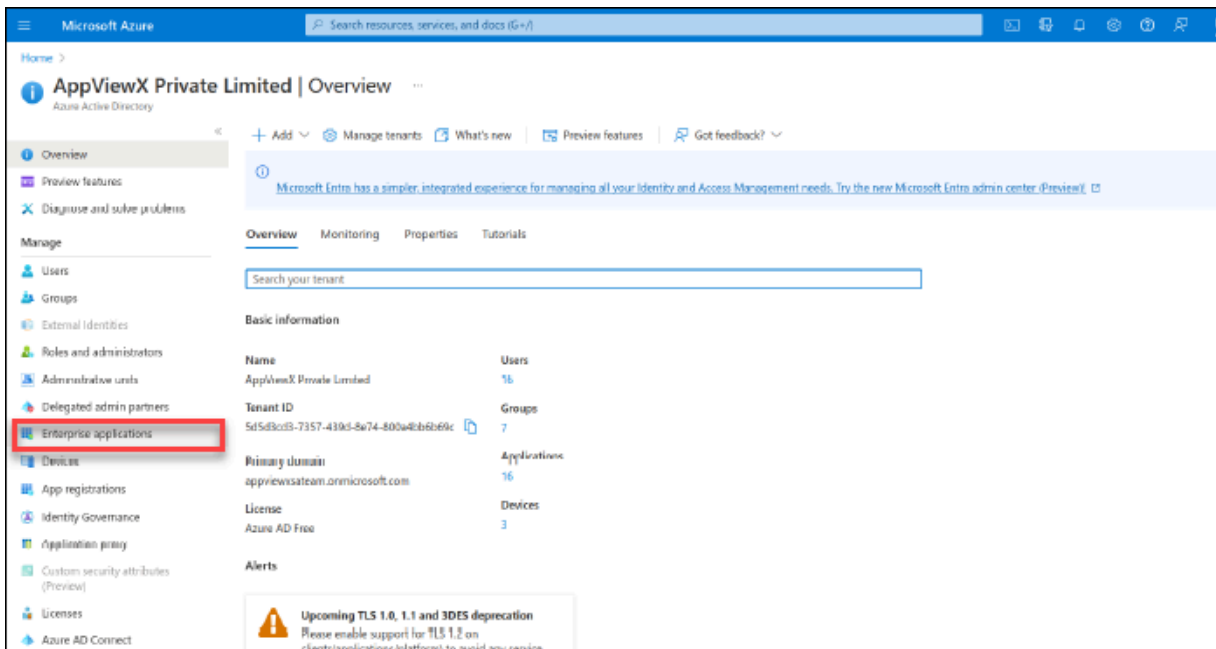 Microsoft Azure
Search resources, services, and docs (G+/)
Home >
AppViewX Private Limited | Overview ...
Azure Active Directory
Add
Manage tenants
What's new
Preview features
Got feedback?
Overview
Preview features
Diagnose and solve problems
Manage
Users
Groups
External Identities
Roles and administrators
Administrative units
Delegated admin partners
Enterprise applications
Devices
App registrations
Identity Governance
Application proxy
Custom security attributes
(Preview)
Licenses
Azure AD Connect
Microsoft Entra has a simpler, integrated experience for managing all your Identity and Access Management needs. Try the new Microsoft Entra admin center (Preview)!
Overview
Monitoring
Properties
Tutorials
Search your tenant
Basic information
Name
AppViewX Private Limited
Users
16
Tenant ID
Groups
7
Primary domain
appviewxsateam.onmicrosoft.com
Applications
16
License
Azure AD Free
Devices
3
Alerts
Upcoming TLS 1.0, 1.1 and 3DES deprecation
Please enable support for TLS 1.2 on
clients(applications/platform) to avoid any service